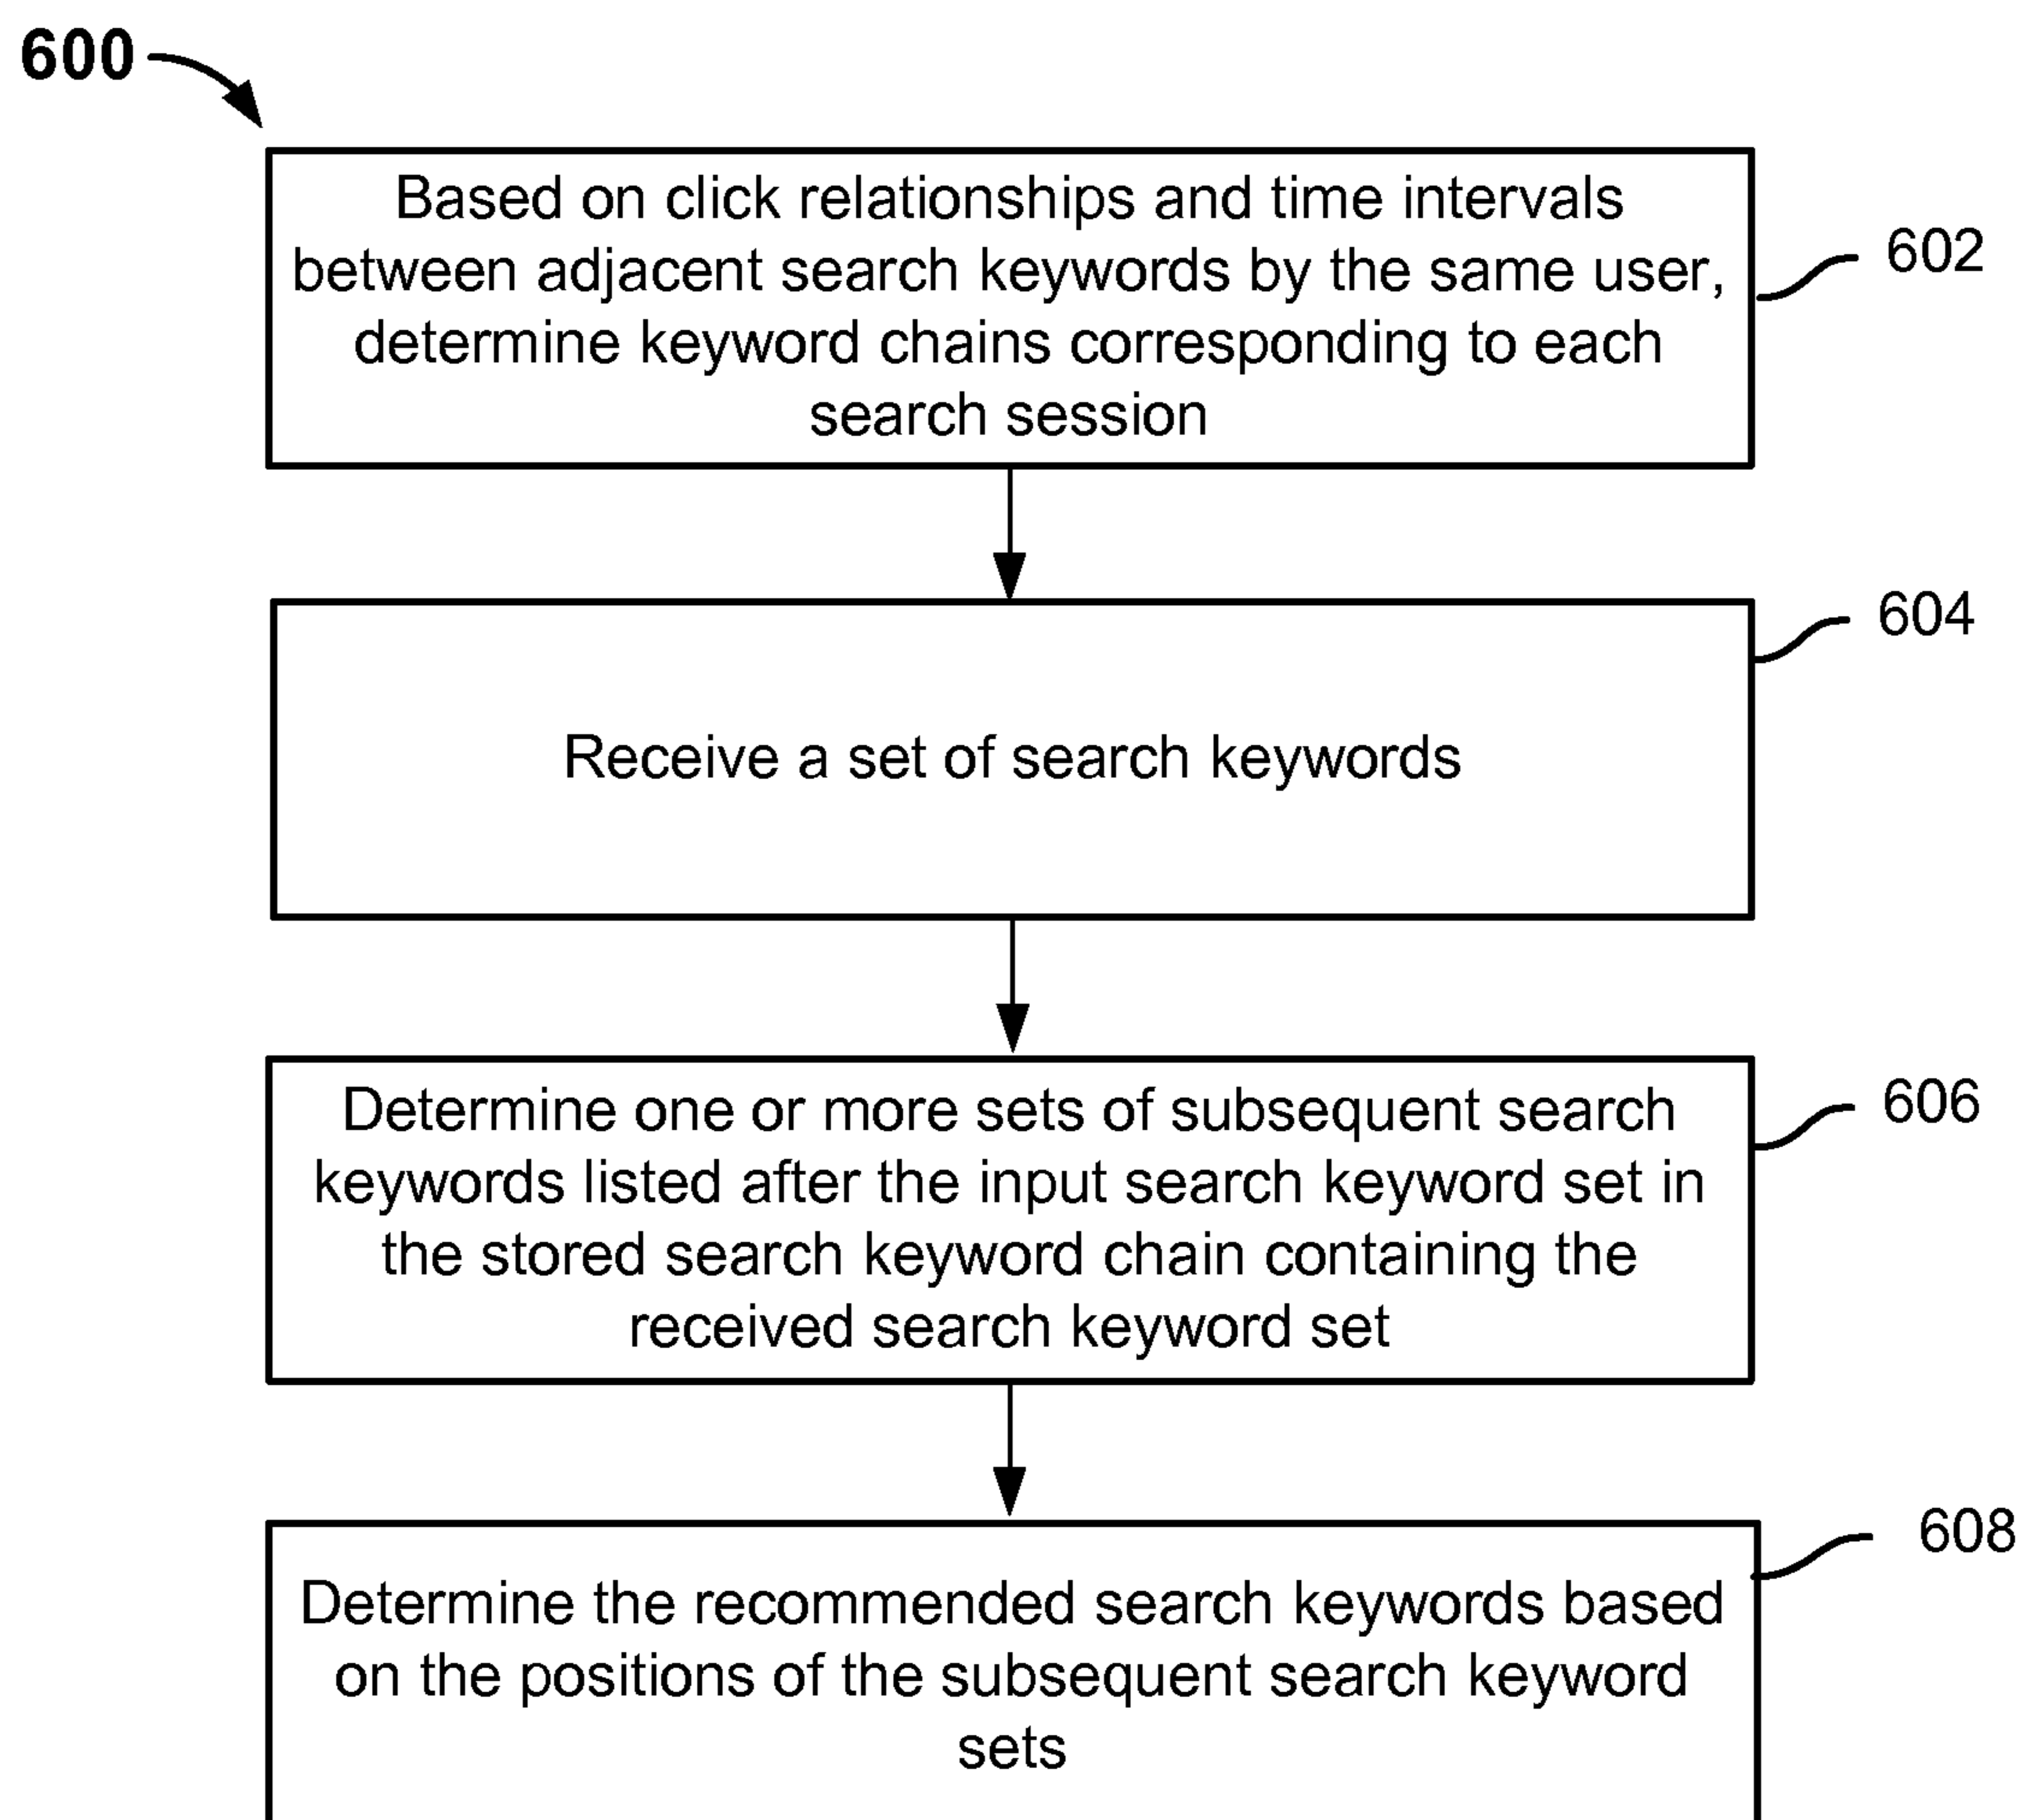 600
Based on click relationships and time intervals
between adjacent search keywords by the same user,
determine keyword chains corresponding to each
search session
602
604
Receive a set of search keywords
606
Determine one or more sets of subsequent search
keywords listed after the input search keyword set in
the stored search keyword chain containing the
received search keyword set
608
Determine the recommended search keywords based
on the positions of the subsequent search keyword
sets